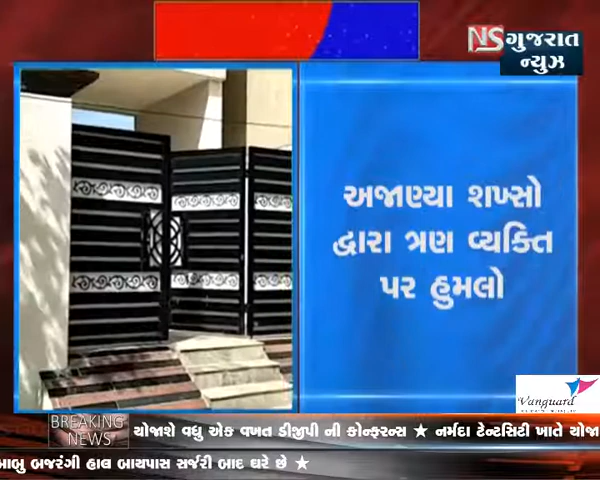 NS ગુજરાત
ન્યુઝ
અજાણ્યા શખ્સો
દ્વારા ત્રણ વ્યક્તિ
પર હુમલો
Vanguard
BREAKING
NEWS
યોજાશે વધુ એક વખત ડીજીપી ની કોન્ફરન્સ ★ નર્મદા ટેન્ટસિટી ખાતે યોજા
બાબુ બજરંગી હાલ બાયપાસ સર્જરી બાદ ઘરે છે ★